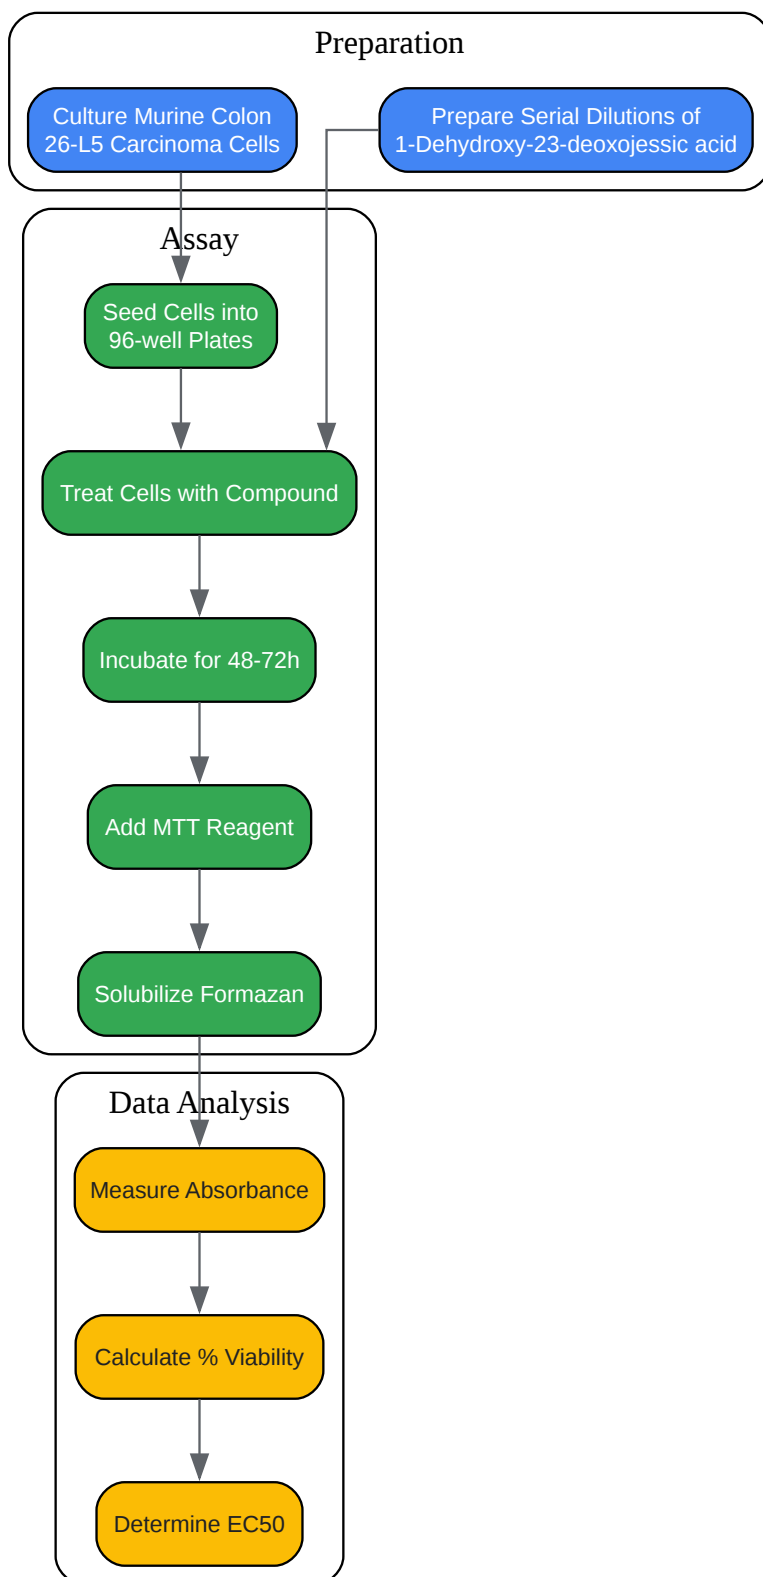 Preparation
Culture Murine Colon
26-L5 Carcinoma Cells
Prepare Serial Dilutions of
1-Dehydroxy-23-deoxojessic acid
Assay
Seed Cells into
96-well Plates
Treat Cells with Compound
Incubate for 48-72h
Add MTT Reagent
Solubilize Formazan
Data Analysis
Measure Absorbance
Calculate % Viability
Determine EC50